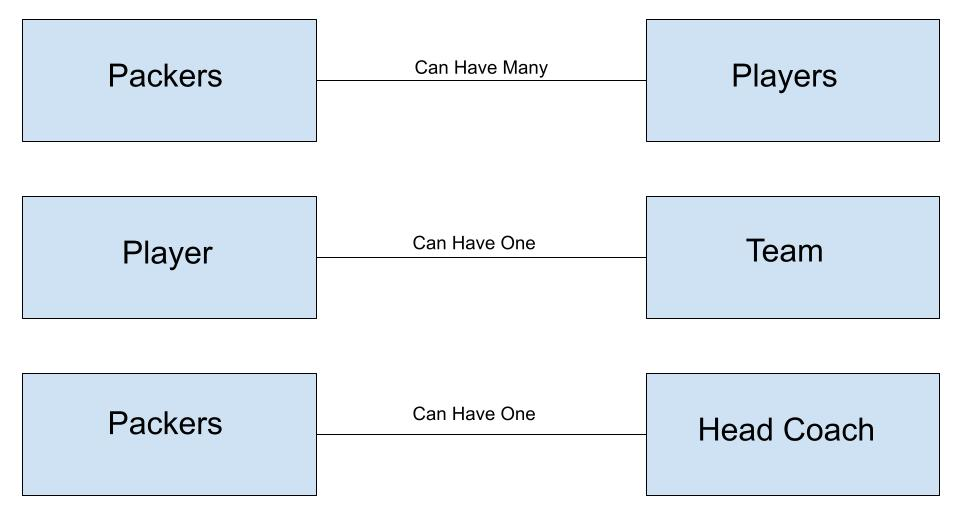 Packers
Can Have Many
Players
Player
Can Have One
Team
Packers
Can Have One
Head Coach